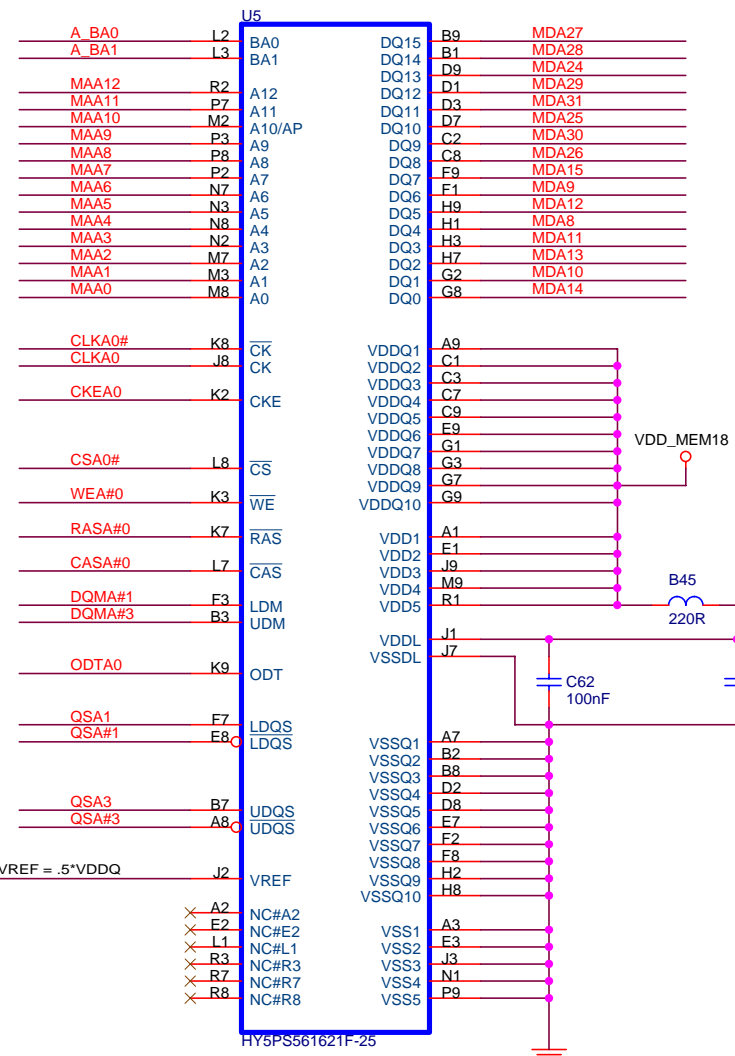 U5
A_BA0 L2 BA0 DQ15 B9 MDA27
A_BA1 L3 BA1 DQ14 B1 MDA28
DQ13 D9 MDA24
MAA12 R2 A12 DQ12 D1 MDA29
MAA11 P7 A11 DQ11 D3 MDA31
MAA10 M2 A10/AP DQ10 D7 MDA25
MAA9 P3 A9 DQ9 C2 MDA30
MAA8 P8 A8 DQ8 C8 MDA26
MAA7 P2 A7 DQ7 F9 MDA15
MAA6 N7 A6 DQ6 F1 MDA9
MAA5 N3 A5 DQ5 H9 MDA12
MAA4 N8 A4 DQ4 H1 MDA8
MAA3 N2 A3 DQ3 H3 MDA11
MAA2 M7 A2 DQ2 H7 MDA13
MAA1 M3 A1 DQ1 G2 MDA10
MAA0 M8 A0 DQ0 G8 MDA14
CLKA0# K8 CK VDDQ1 A9
CLKA0 J8 CK VDDQ2 C1
VDDQ3 C3
CKEA0 K2 CKE VDDQ4 C7
VDDQ5 C9
VDDQ6 E9
VDDQ7 G1 VDD_MEM18
CSA0# L8 CS VDDQ8 G3
VDDQ9 G7
WEA#0 K3 WE VDDQ10 G9
RASA#0 K7 RAS VDD1 A1
VDD2 E1
CASA#0 L7 CAS VDD3 J9
VDD4 M9 B45
DQMA#1 F3 LDM VDD5 R1
DQMA#3 B3 UDM 220R
VDDL J1
VSSDL J7
ODTA0 K9 ODT C62
100nF
QSA1 F7 LDQS
QSA#1 E8 LDQS VSSQ1 A7
VSSQ2 B2
VSSQ3 B8
VSSQ4 D2
QSA3 B7 UDQS VSSQ5 D8
QSA#3 A8 UDQS VSSQ6 E7
VSSQ7 F2
VSSQ8 F8
VREF = .5*VDDQ J2 VREF VSSQ9 H2
VSSQ10 H8
A2 NC#A2
E2 NC#E2 VSS1 A3
L1 NC#L1 VSS2 E3
R3 NC#R3 VSS3 J3
R7 NC#R7 VSS4 N1
R8 NC#R8 VSS5 P9
HY5PS561621F-25